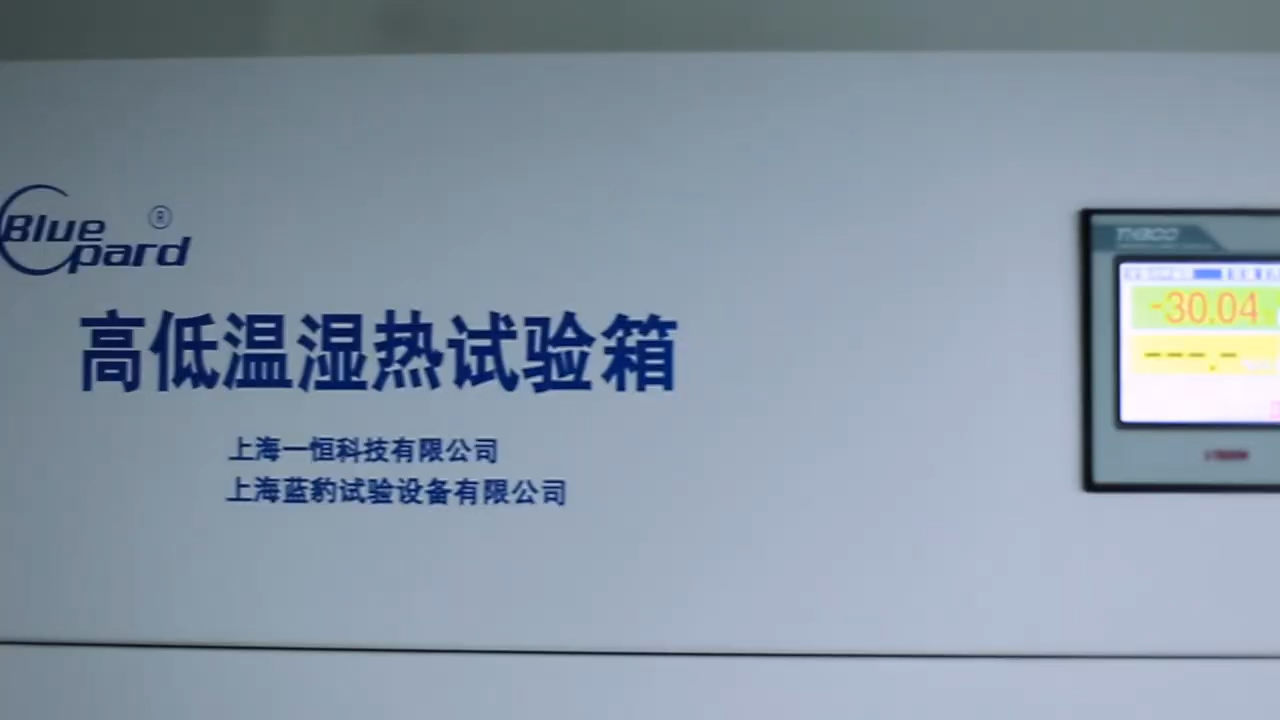 Blue
pard ®
高低温湿热试验箱
上海一恒科技有限公司
上海蓝豹试验设备有限公司
-30.04
----.-